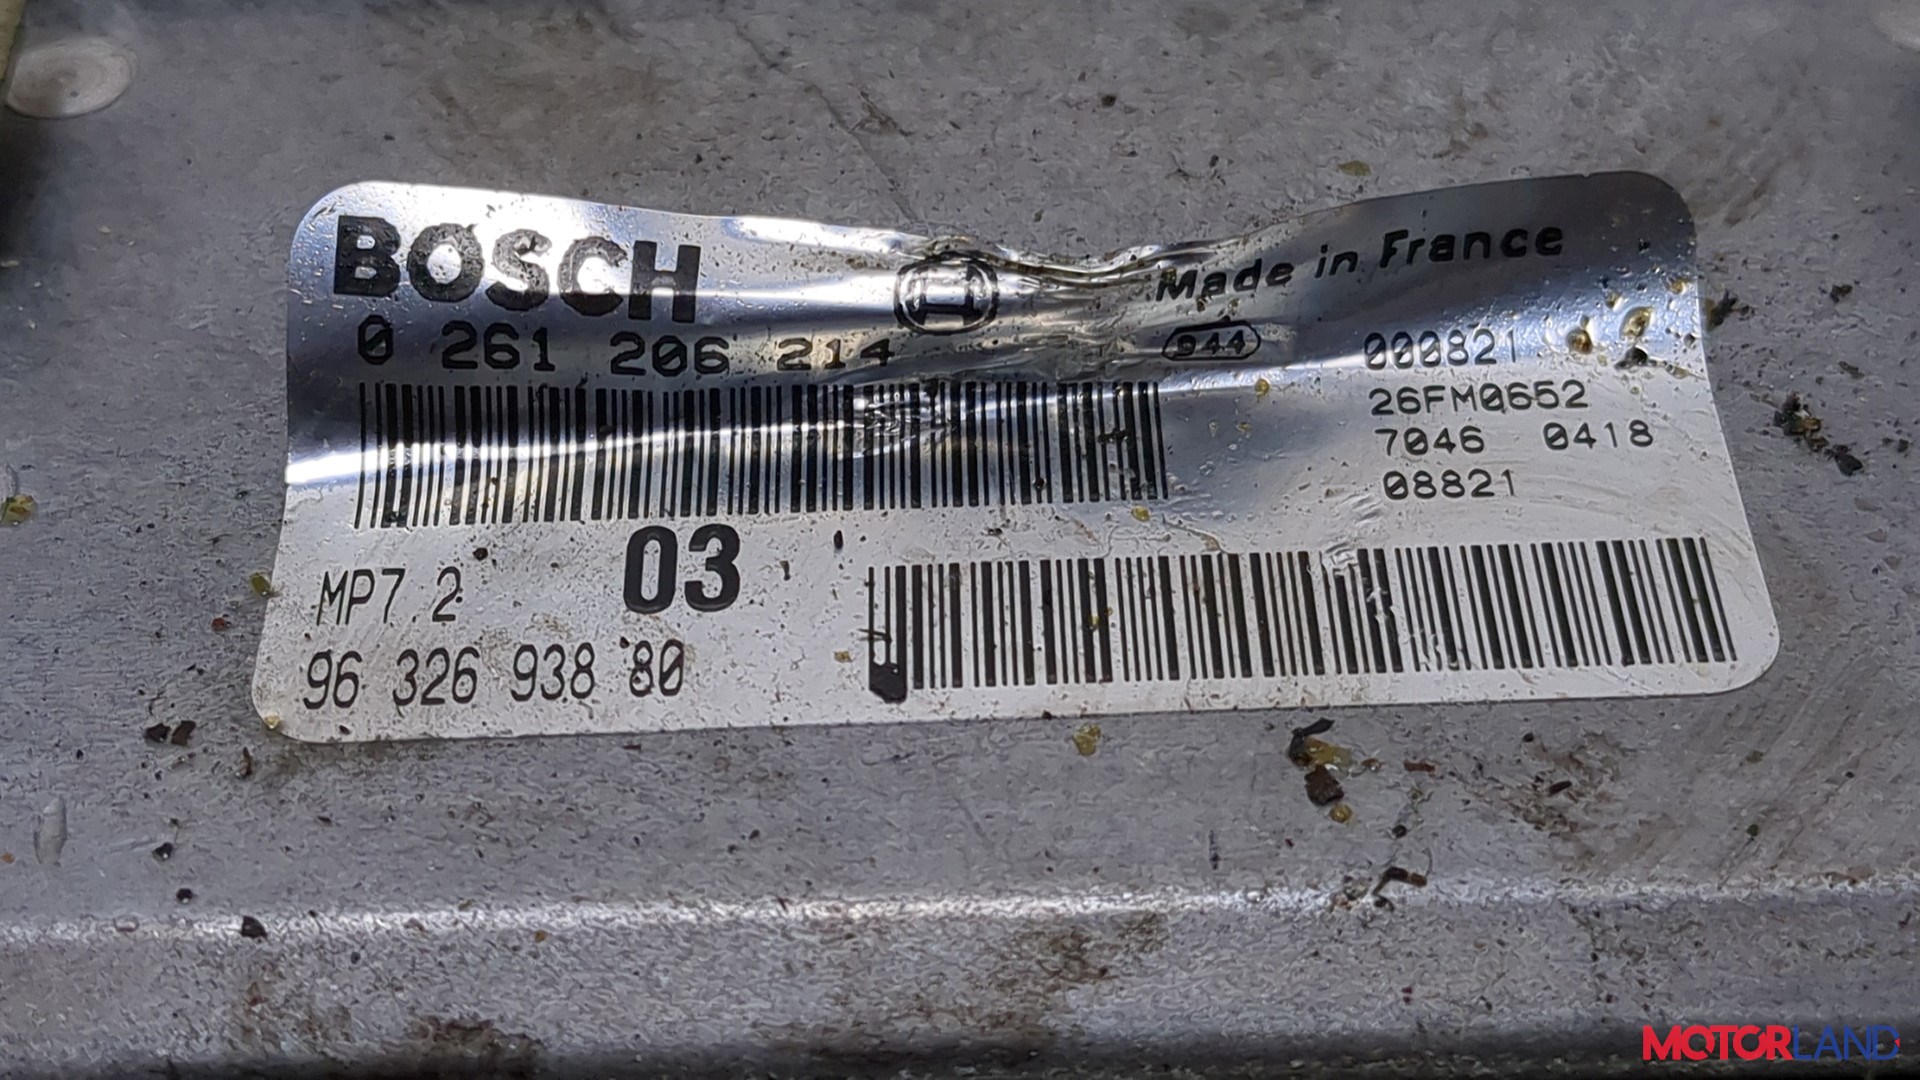 BOSCH
Made in France
0 261 206 214
944
000821
26FM0652
7046 0418
08821
MP7.2
03
96 326 938 80
MOTORLAND